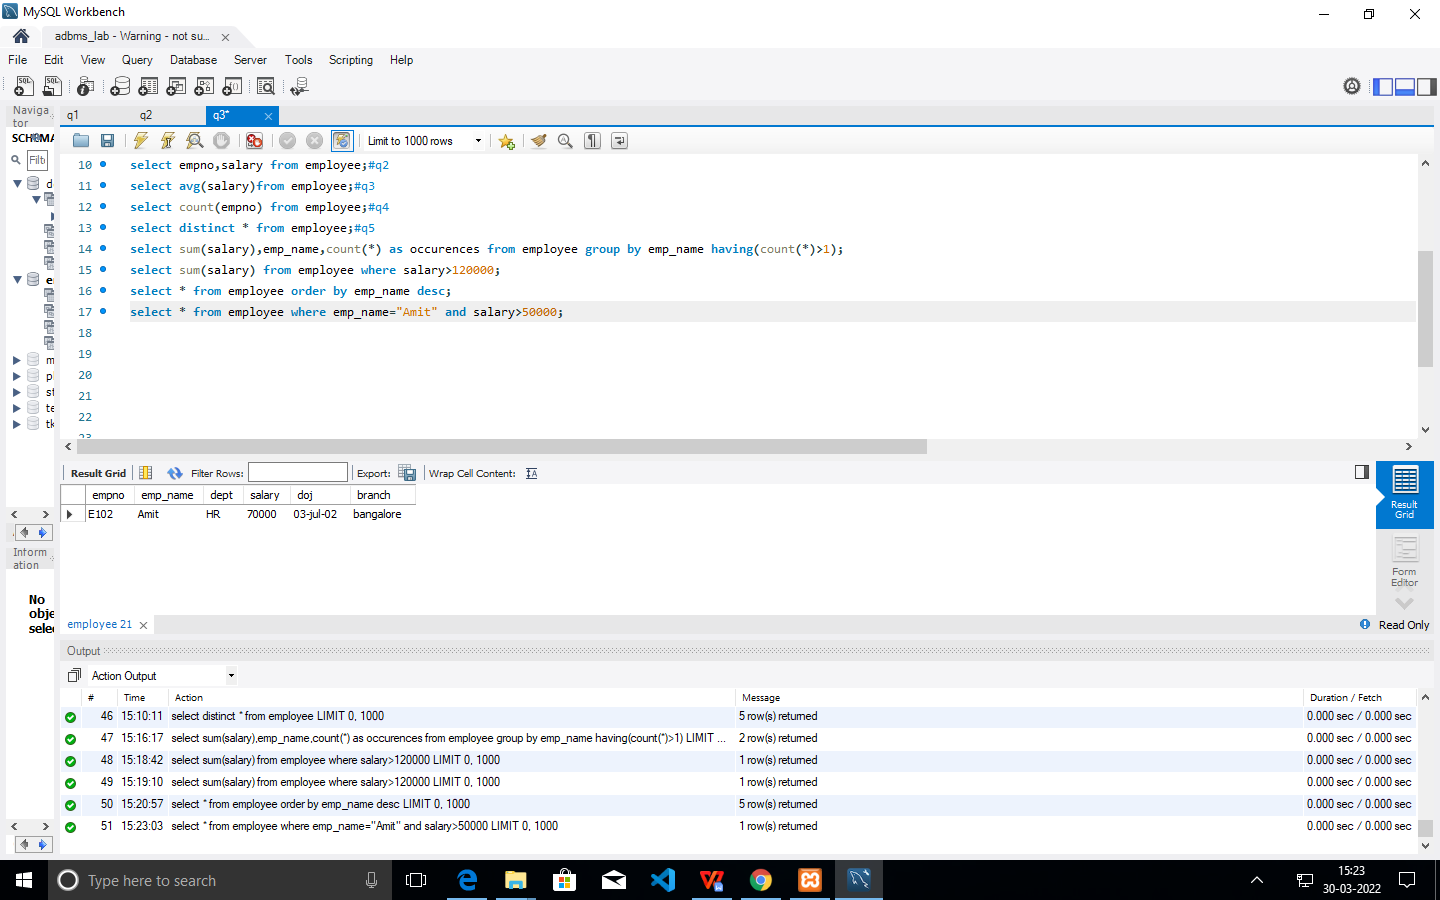 MySQL Workbench
adbms_lab - Warning - not su...
File Edit View Query Database Server Tools Scripting Help
Naviga
tor
q1 q2 q3*
SCHEMA
Limit to 1000 rows
Filt
10 select empno,salary from employee;#q2
11 select avg(salary)from employee;#q3
12 select count(empno) from employee;#q4
13 select distinct * from employee;#q5
14 select sum(salary),emp_name,count(*) as occurences from employee group by emp_name having(count(*)>1);
15 select sum(salary) from employee where salary>120000;
16 select * from employee order by emp_name desc;
17 select * from employee where emp_name="Amit" and salary>50000;
18
19
20
21
22
23
d
e
m
p
st
te
tk
Result Grid Filter Rows: Export: Wrap Cell Content:
empno emp_name dept salary doj branch
E102 Amit HR 70000 03-jul-02 bangalore
Result
Grid
Form
Editor
Inform
ation
No
obje
sele
employee 21
Read Only
Output
Action Output
# Time Action Message Duration / Fetch
46 15:10:11 select distinct * from employee LIMIT 0, 1000 5 row(s) returned 0.000 sec / 0.000 sec
47 15:16:17 select sum(salary),emp_name,count(*) as occurences from employee group by emp_name having(count(*)>1) LIMIT ... 2 row(s) returned 0.000 sec / 0.000 sec
48 15:18:42 select sum(salary) from employee where salary>120000 LIMIT 0, 1000 1 row(s) returned 0.000 sec / 0.000 sec
49 15:19:10 select sum(salary) from employee where salary>120000 LIMIT 0, 1000 1 row(s) returned 0.000 sec / 0.000 sec
50 15:20:57 select * from employee order by emp_name desc LIMIT 0, 1000 5 row(s) returned 0.000 sec / 0.000 sec
51 15:23:03 select * from employee where emp_name="Amit" and salary>50000 LIMIT 0, 1000 1 row(s) returned 0.000 sec / 0.000 sec
Type here to search
15:23
30-03-2022